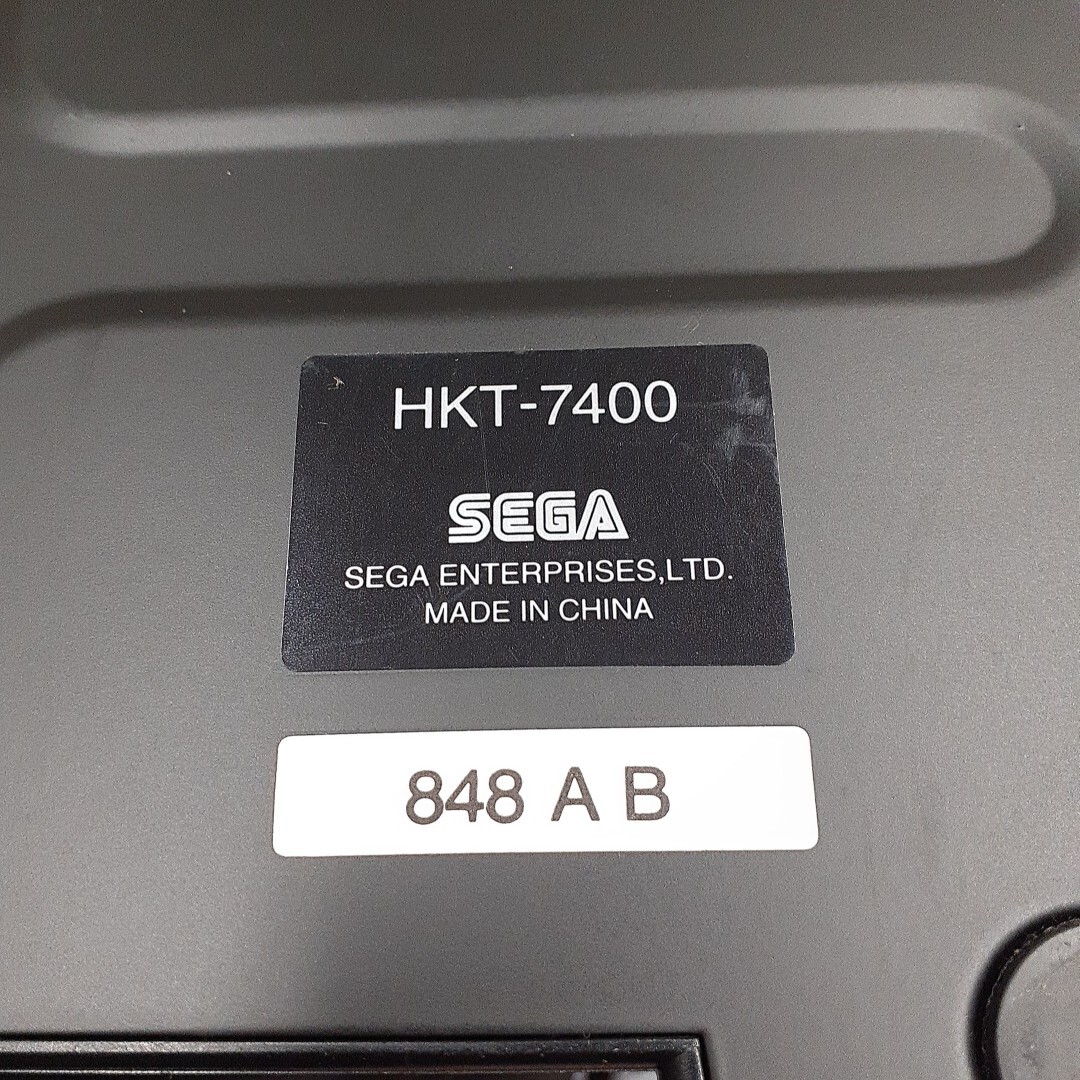 HKT-7400
SEGA
SEGA ENTERPRISES,LTD.
MADE IN CHINA
848 A B